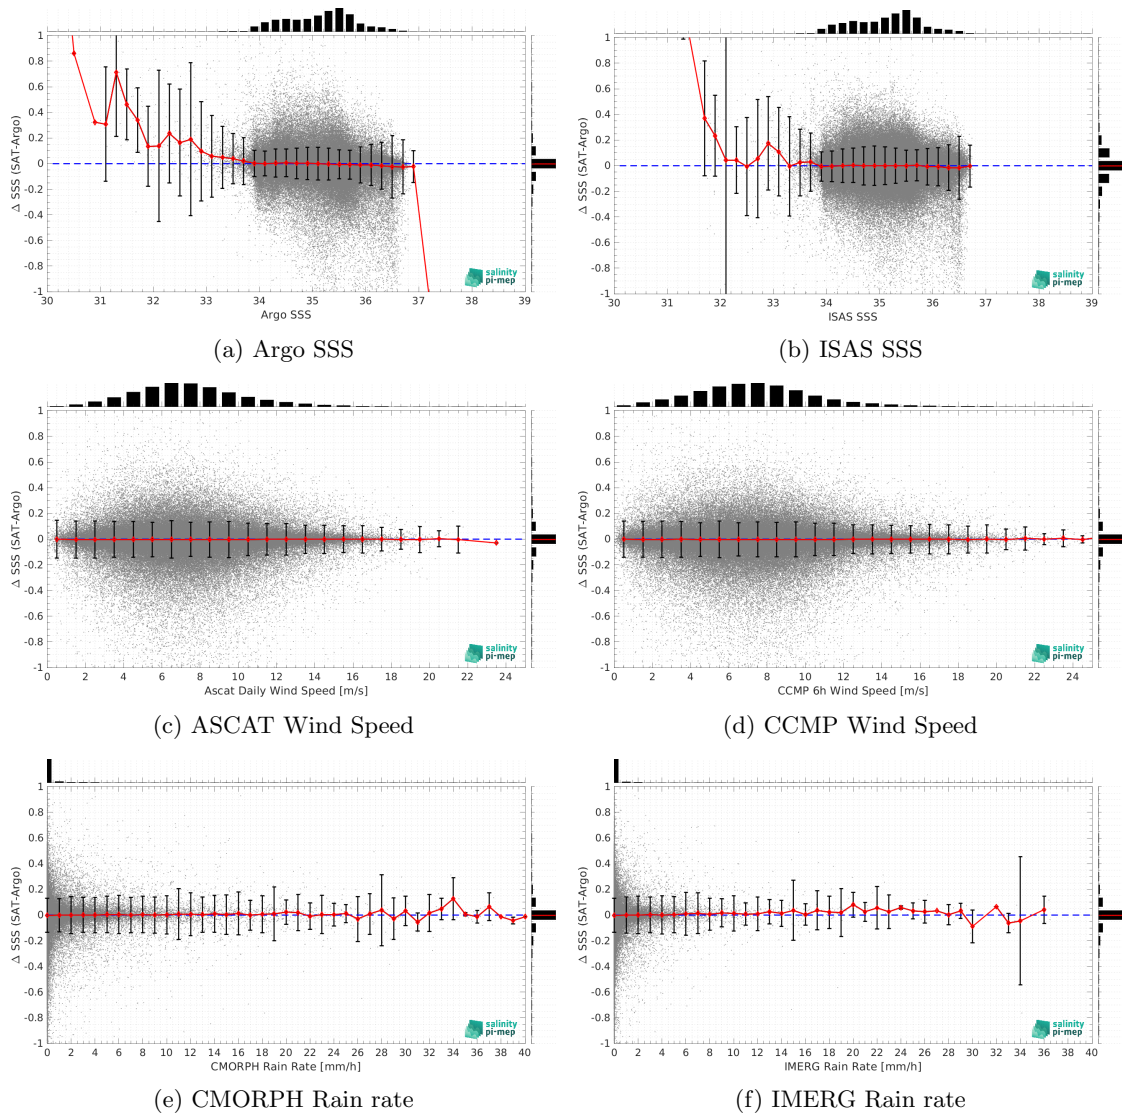 1
0.8
0.6
0.4
0.2
0
-0.2
-0.4
-0.6
-0.8
-1
Δ SSS (SAT-Argo)
30 31 32 33 34 35 36 37 38 39
Argo SSS
salinity
pi-mep
(a) Argo SSS
1
0.8
0.6
0.4
0.2
0
-0.2
-0.4
-0.6
-0.8
-1
Δ SSS (SAT-Argo)
30 31 32 33 34 35 36 37 38 39
ISAS SSS
salinity
pi-mep
(b) ISAS SSS
1
0.8
0.6
0.4
0.2
0
-0.2
-0.4
-0.6
-0.8
-1
Δ SSS (SAT-Argo)
0 2 4 6 8 10 12 14 16 18 20 22 24
Ascat Daily Wind Speed [m/s]
salinity
pi-mep
(c) ASCAT Wind Speed
1
0.8
0.6
0.4
0.2
0
-0.2
-0.4
-0.6
-0.8
-1
Δ SSS (SAT-Argo)
0 2 4 6 8 10 12 14 16 18 20 22 24
CCMP 6h Wind Speed [m/s]
salinity
pi-mep
(d) CCMP Wind Speed
1
0.8
0.6
0.4
0.2
0
-0.2
-0.4
-0.6
-0.8
-1
Δ SSS (SAT-Argo)
0 2 4 6 8 10 12 14 16 18 20 22 24 26 28 30 32 34 36 38 40
CMORPH Rain Rate [mm/h]
salinity
pi-mep
(e) CMORPH Rain rate
1
0.8
0.6
0.4
0.2
0
-0.2
-0.4
-0.6
-0.8
-1
Δ SSS (SAT-Argo)
0 2 4 6 8 10 12 14 16 18 20 22 24 26 28 30 32 34 36 38 40
IMERG Rain Rate [mm/h]
salinity
pi-mep
(f) IMERG Rain rate